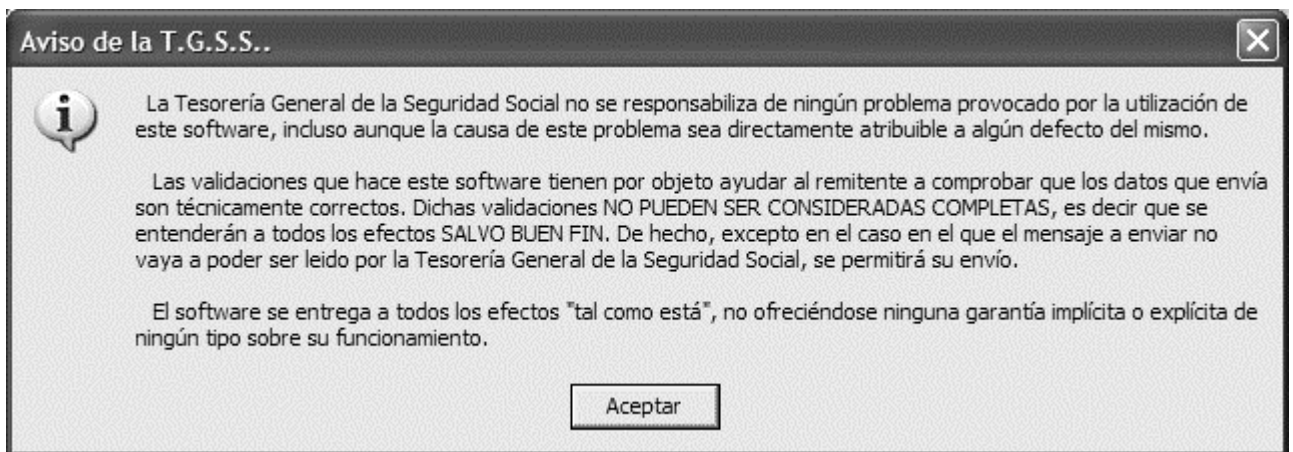 Aviso de la T.G.S.S..
La Tesorería General de la Seguridad Social no se responsabiliza de ningún problema provocado por la utilización de
este software, incluso aunque la causa de este problema sea directamente atribuible a algún defecto del mismo.
Las validaciones que hace este software tienen por objeto ayudar al remitente a comprobar que los datos que envía
son técnicamente correctos. Dichas validaciones NO PUEDEN SER CONSIDERADAS COMPLETAS, es decir que se
entenderán a todos los efectos SALVO BUEN FIN. De hecho, excepto en el caso en el que el mensaje a enviar no
vaya a poder ser leido por la Tesorería General de la Seguridad Social, se permitirá su envío.
El software se entrega a todos los efectos "tal como está", no ofreciéndose ninguna garantía implícita o explícita de
ningún tipo sobre su funcionamiento.
Aceptar